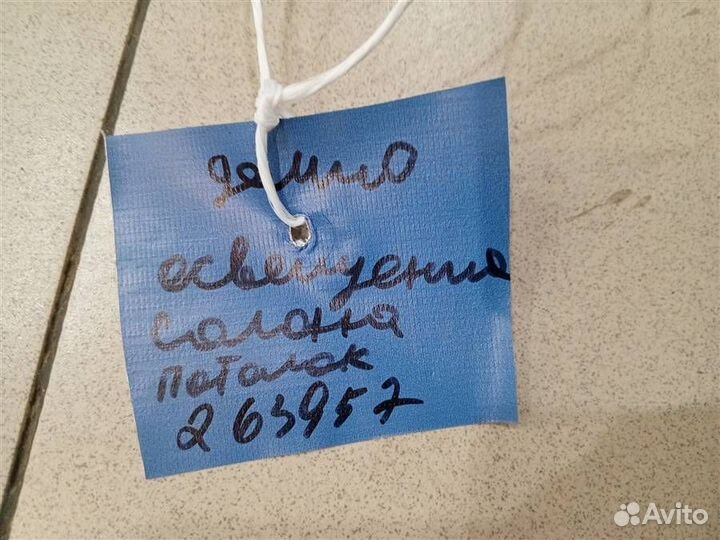 демио
освещение
салона
потолок
263957
Avito